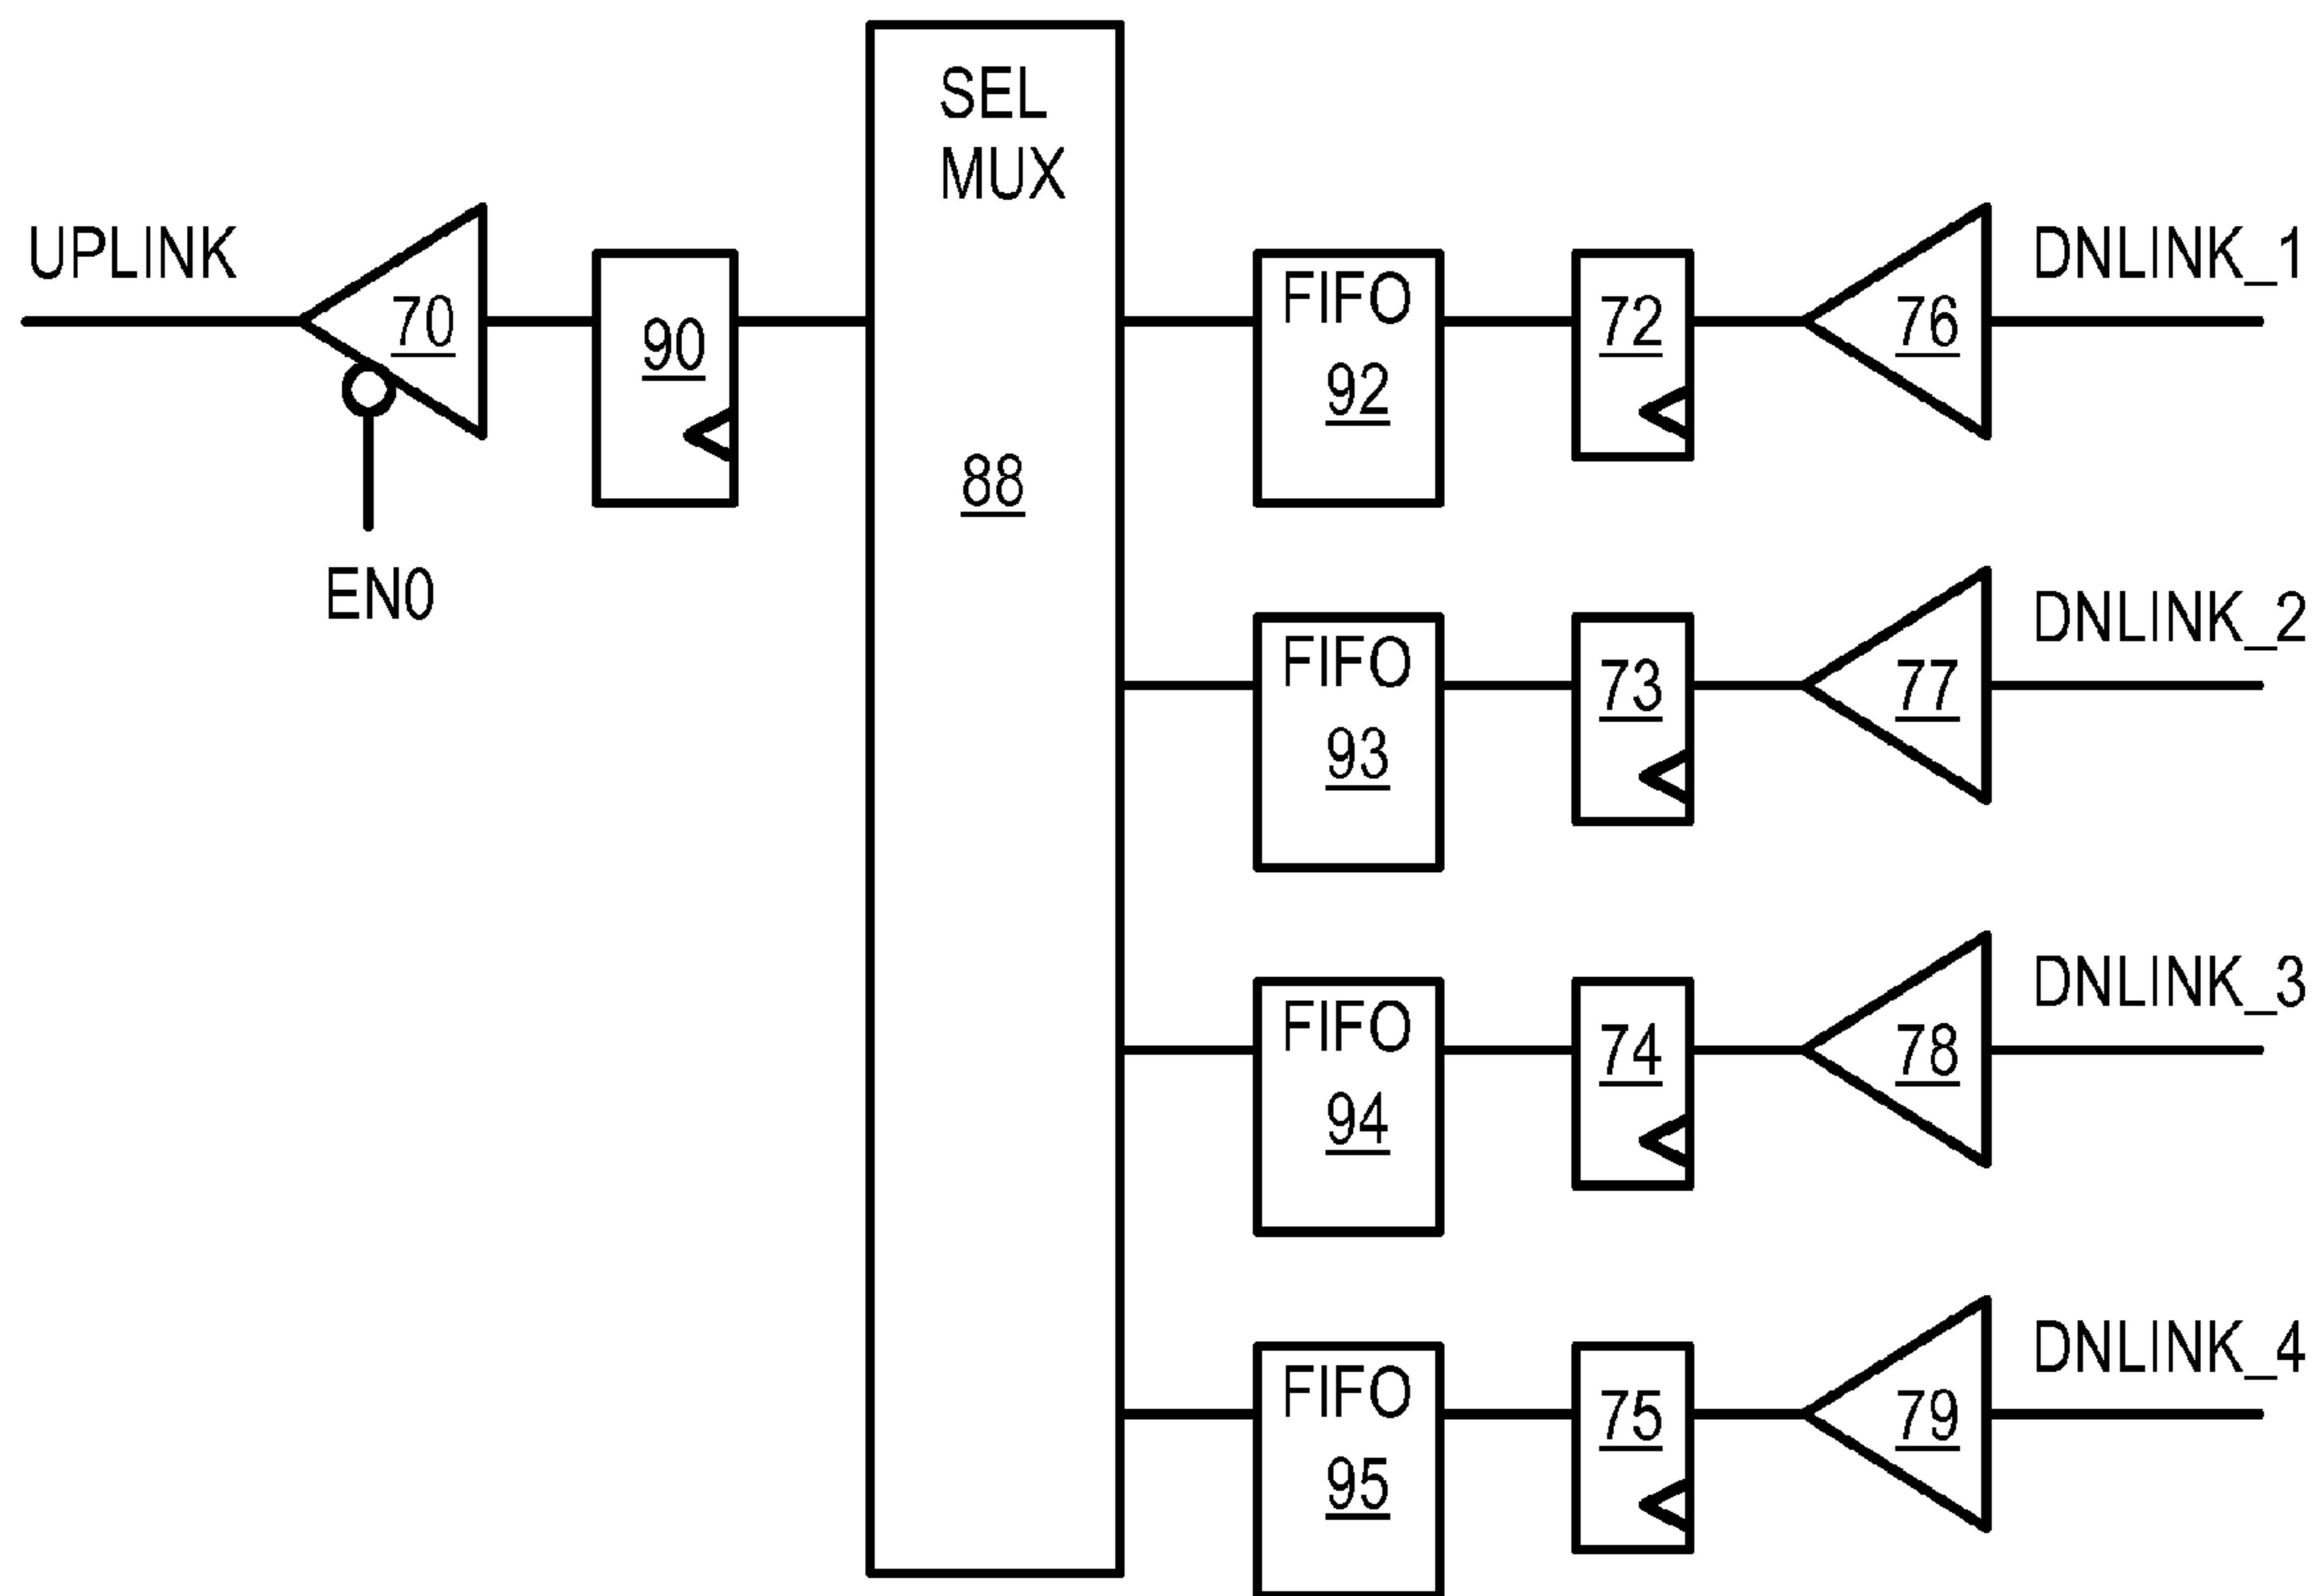 SEL
MUX
88
UPLINK
70
EN0
90
FIFO
92
72
76
DNLINK_1
FIFO
93
73
77
DNLINK_2
FIFO
94
74
78
DNLINK_3
FIFO
95
75
79
DNLINK_4